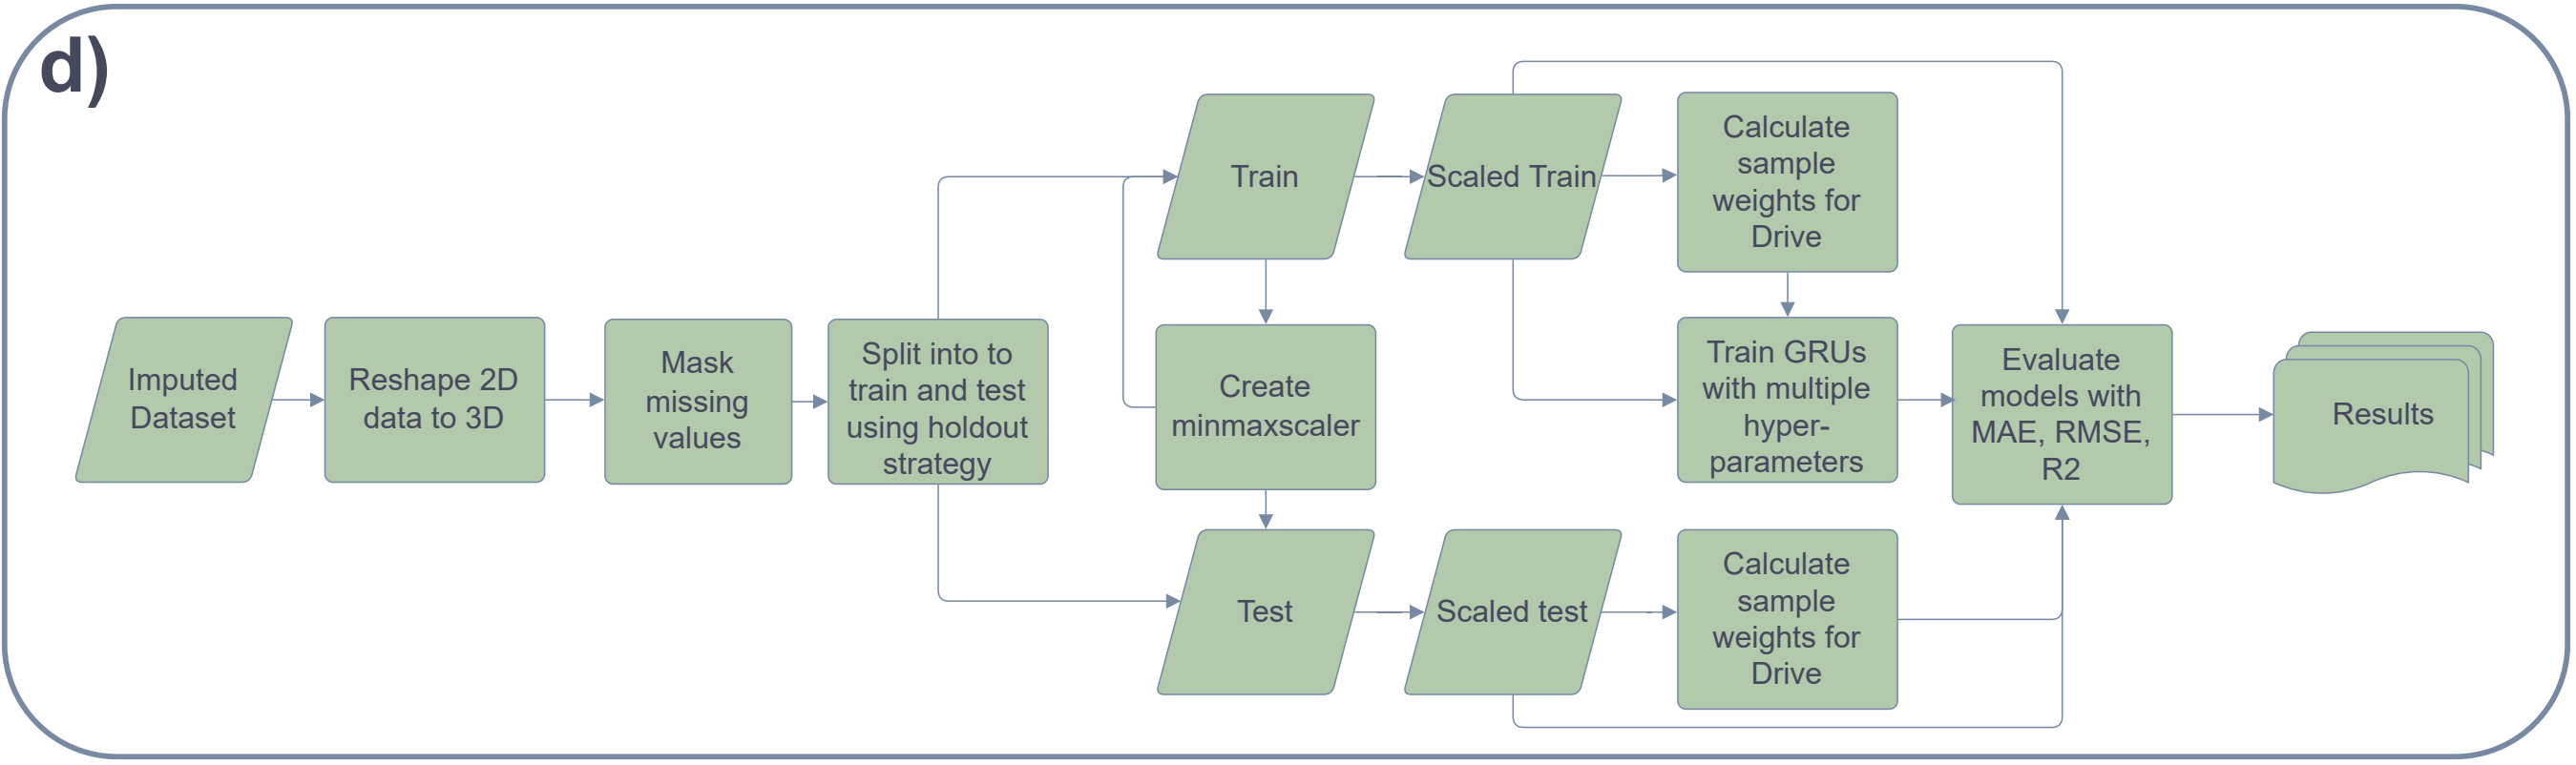 d)
Imputed
Dataset
Reshape 2D
data to 3D
Mask
missing
values
Split into to
train and test
using holdout
strategy
Train
Create
minmaxscaler
Test
Scaled Train
Scaled test
Calculate
sample
weights for
Drive
Train GRUs
with multiple
hyper-
parameters
Calculate
sample
weights for
Drive
Evaluate
models with
MAE, RMSE,
R2
Results